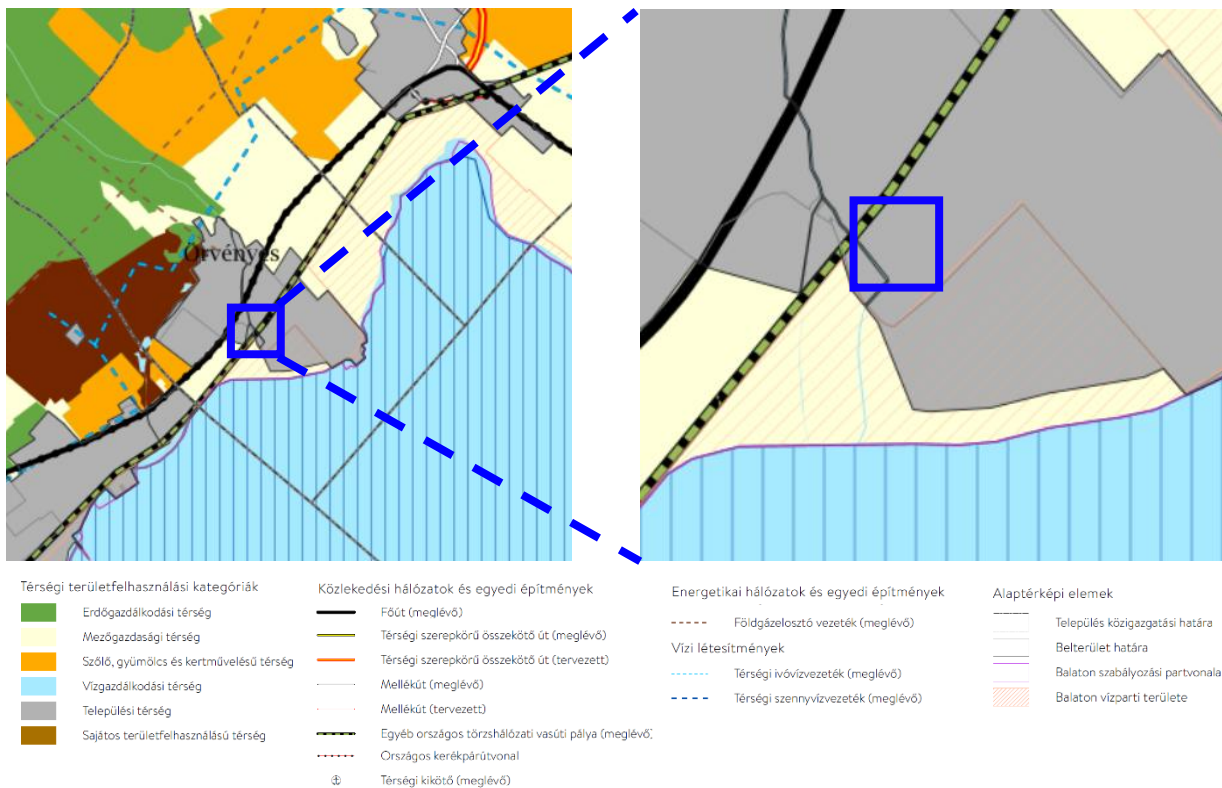 Örvényes
Térségi területfelhasználási kategóriák
Erdőgazdálkodási térség
Mezőgazdasági térség
Szőlő, gyümölcs és kertművelésű térség
Vízgazdálkodási térség
Települési térség
Sajátos területfelhasználású térség
Közlekedési hálózatok és egyedi építmények
Főút (meglévő)
Térségi szerepkörű összekötő út (meglévő)
Térségi szerepkörű összekötő út (tervezett)
Mellékút (meglévő)
Mellékút (tervezett)
Egyéb országos törzshálózati vasúti pálya (meglévő)
Országos kerékpárútvonal
Térségi kikötő (meglévő)
Energetikai hálózatok és egyedi építmények
Földgázelosztó vezeték (meglévő)
Vízi létesítmények
Térségi ivóvízvezeték (meglévő)
Térségi szennyvízvezeték (meglévő)
Alaptérképi elemek
Település közigazgatási határa
Belterület határa
Balaton szabályozási partvonala
Balaton vízparti területe